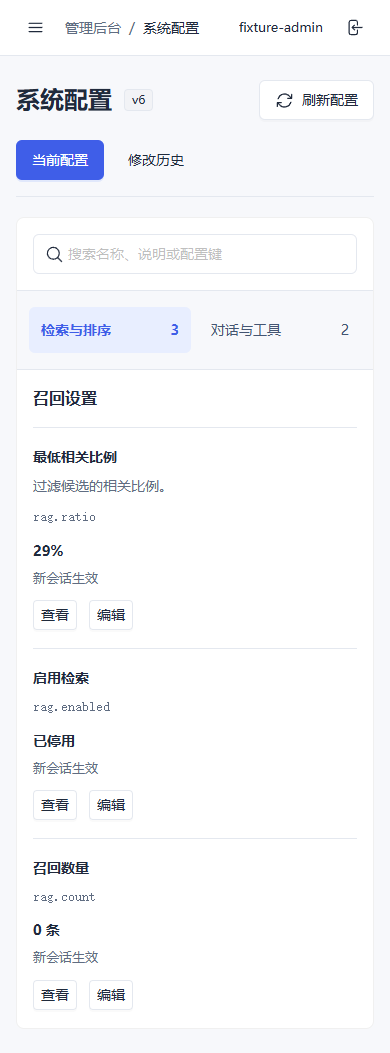 管理后台 / 系统配置 fixture-admin
系统配置 v6 刷新配置
当前配置 修改历史
搜索名称、说明或配置键
检索与排序 3 对话与工具 2
召回设置
最低相关比例
过滤候选的相关比例。
rag.ratio
29%
新会话生效
查看 编辑
启用检索
rag.enabled
已停用
新会话生效
查看 编辑
召回数量
rag.count
0 条
新会话生效
查看 编辑